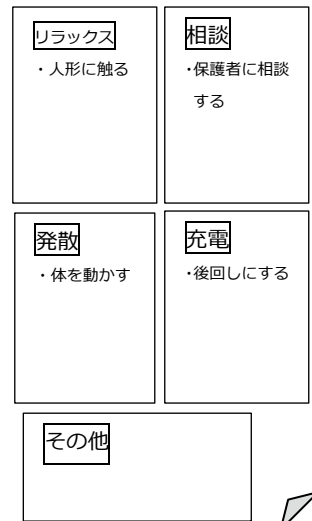 リラックス
・人形に触る
相談
・保護者に相談
する
発散
・体を動かす
充電
・後回しにする
その他